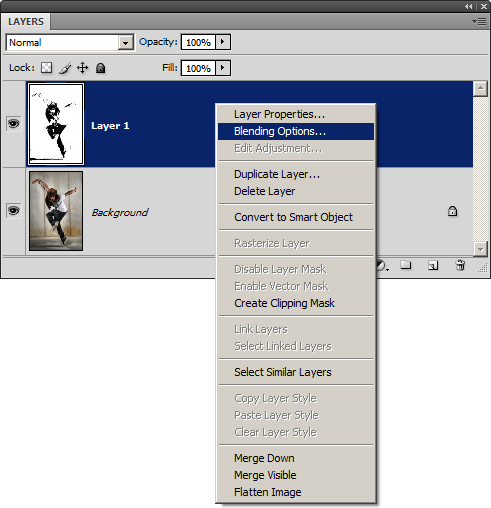 LAYERS
Normal Opacity: 100%
Lock: Fill: 100%
Layer 1
Background
Layer Properties...
Blending Options...
Edit Adjustment...
Duplicate Layer...
Delete Layer
Convert to Smart Object
Rasterize Layer
Disable Layer Mask
Enable Vector Mask
Create Clipping Mask
Link Layers
Select Linked Layers
Select Similar Layers
Copy Layer Style
Paste Layer Style
Clear Layer Style
Merge Down
Merge Visible
Flatten Image